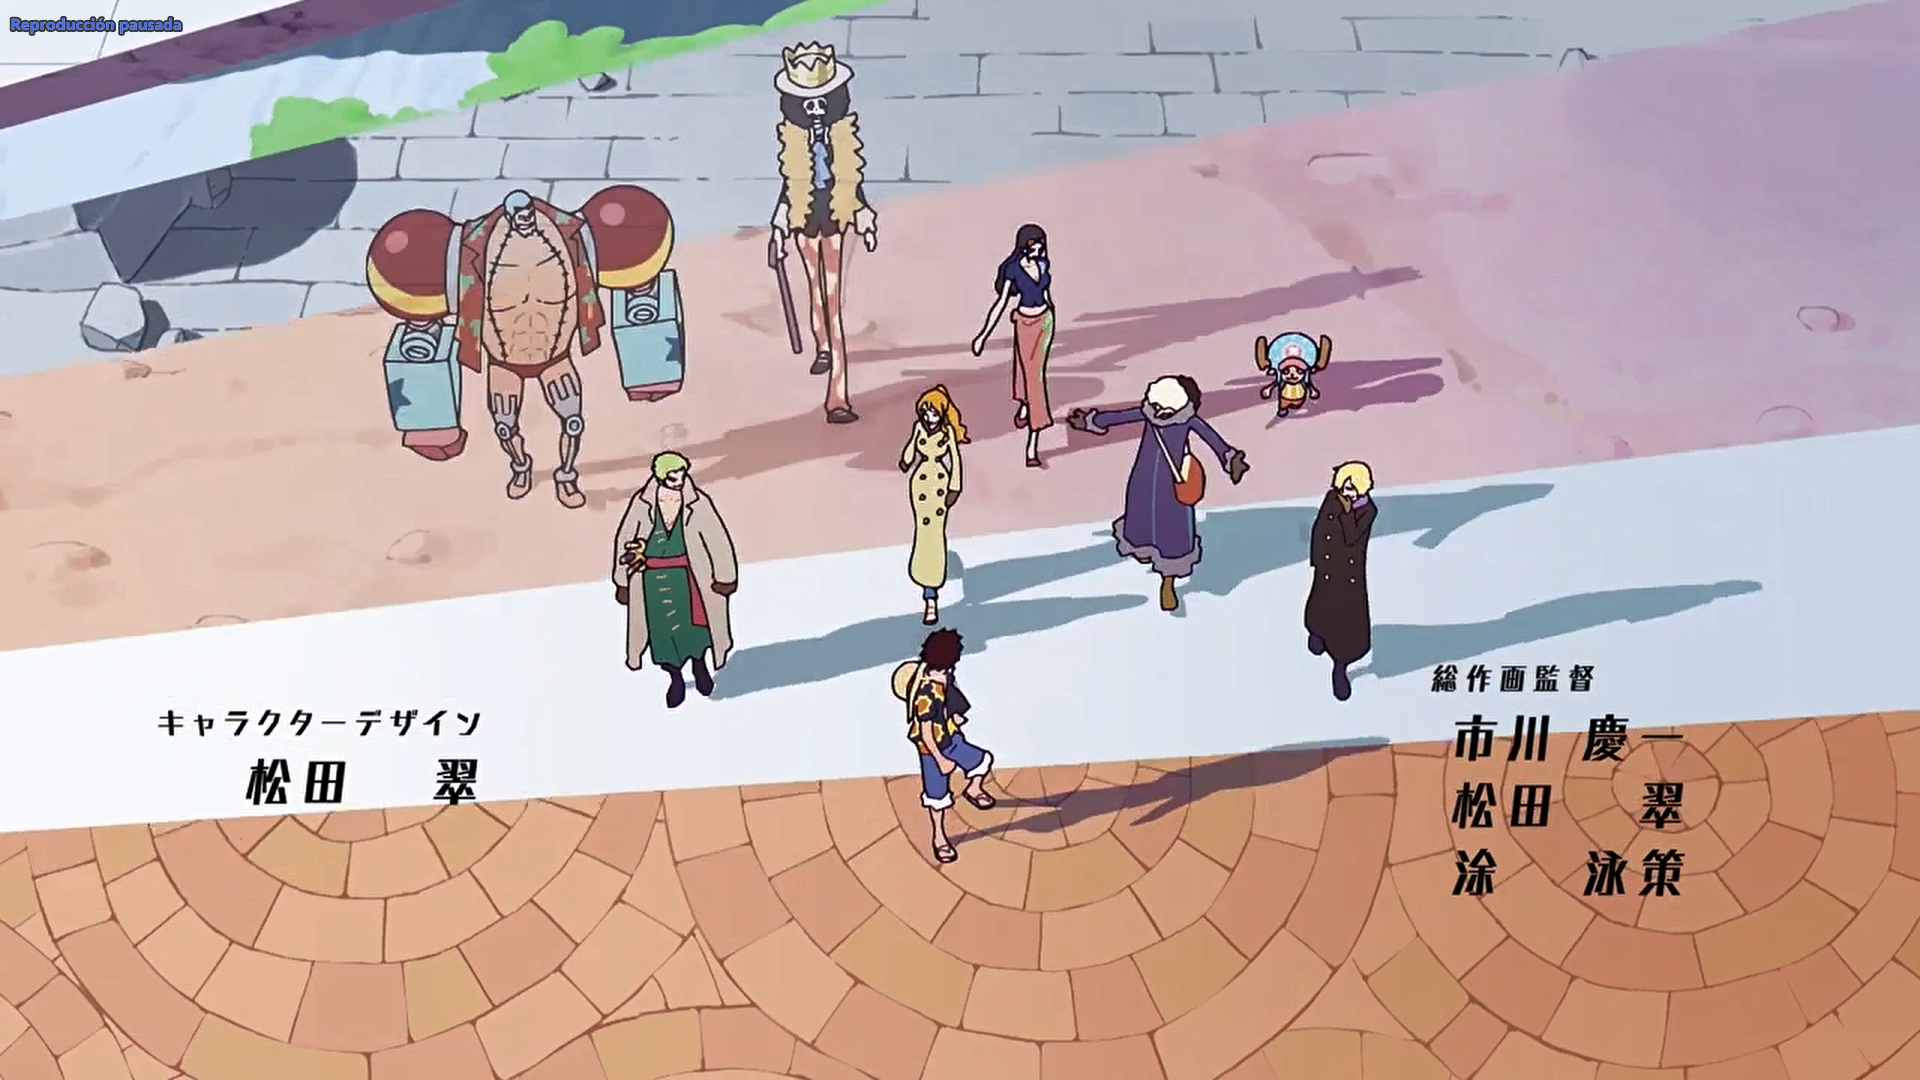 Reproducción pausada
キャラクターデザイン
松田 翠
総作画監督
市川 慶一
松田 翠
涂 泳策